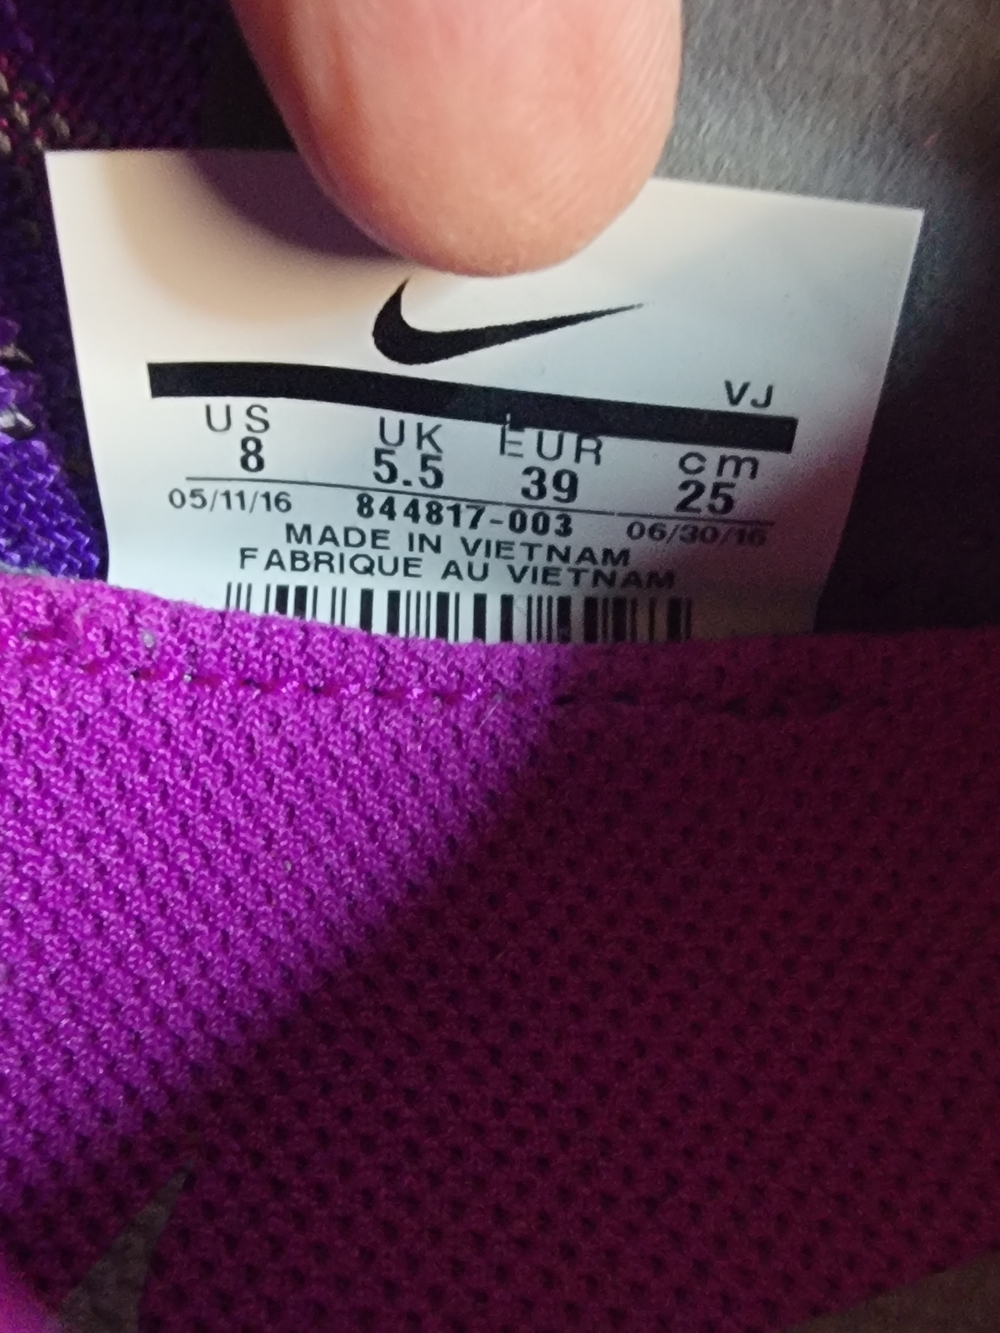 VJ
US UK EUR cm
8 5.5 39 25
05/11/16 844817-003 06/30/16
MADE IN VIETNAM
FABRIQUE AU VIETNAM